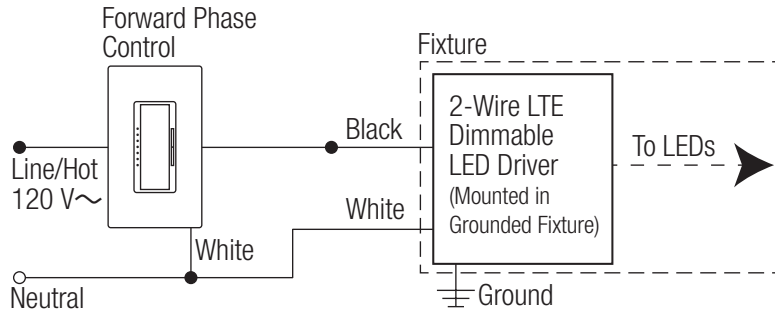 Forward Phase
Control
Fixture
Black
2-Wire LTE
Dimmable
LED Driver
(Mounted in
Grounded Fixture)
To LEDs
Line/Hot
120 V~
White
White
Neutral
Ground